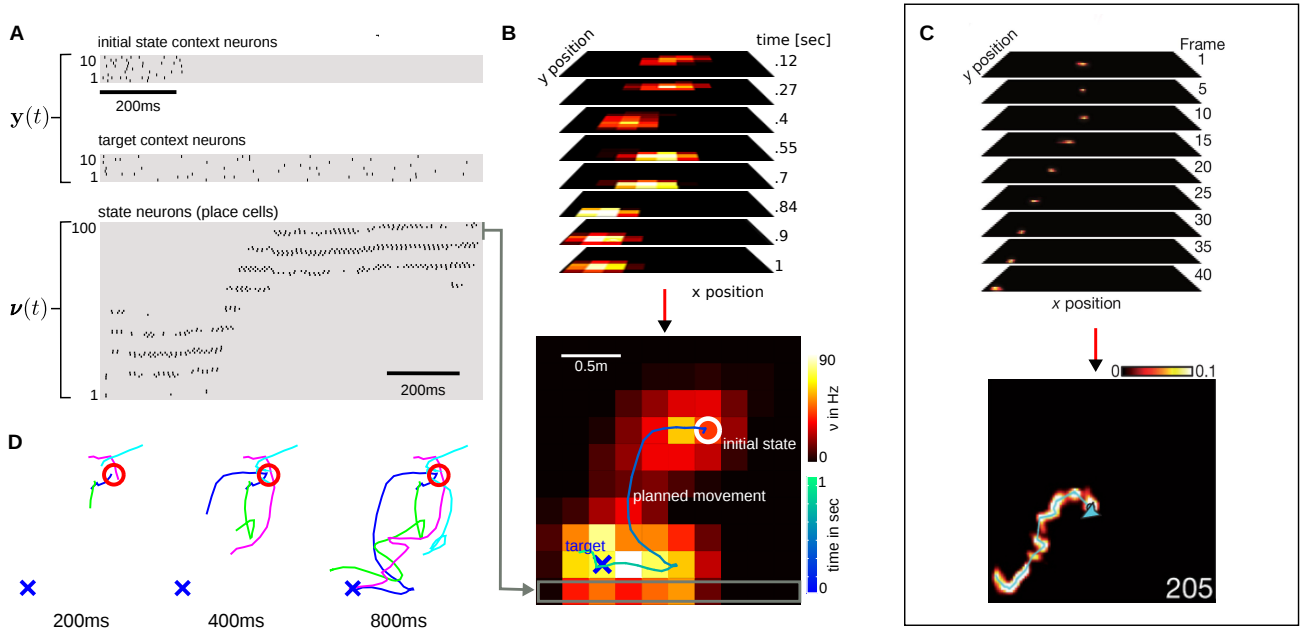 A
initial state context neurons
10
1
200ms
y(t)
target context neurons
10
1
state neurons (place cells)
100
ν(t)
1
200ms
B
y position
time [sec]
.12
.27
.4
.55
.7
.84
.9
1
x position
0.5m
initial state
planned movement
target
90
ν in Hz
0
1
time in sec
0
C
y position
Frame
1
5
10
15
20
25
30
35
40
x position
0
0.1
205
D
200ms
400ms
800ms